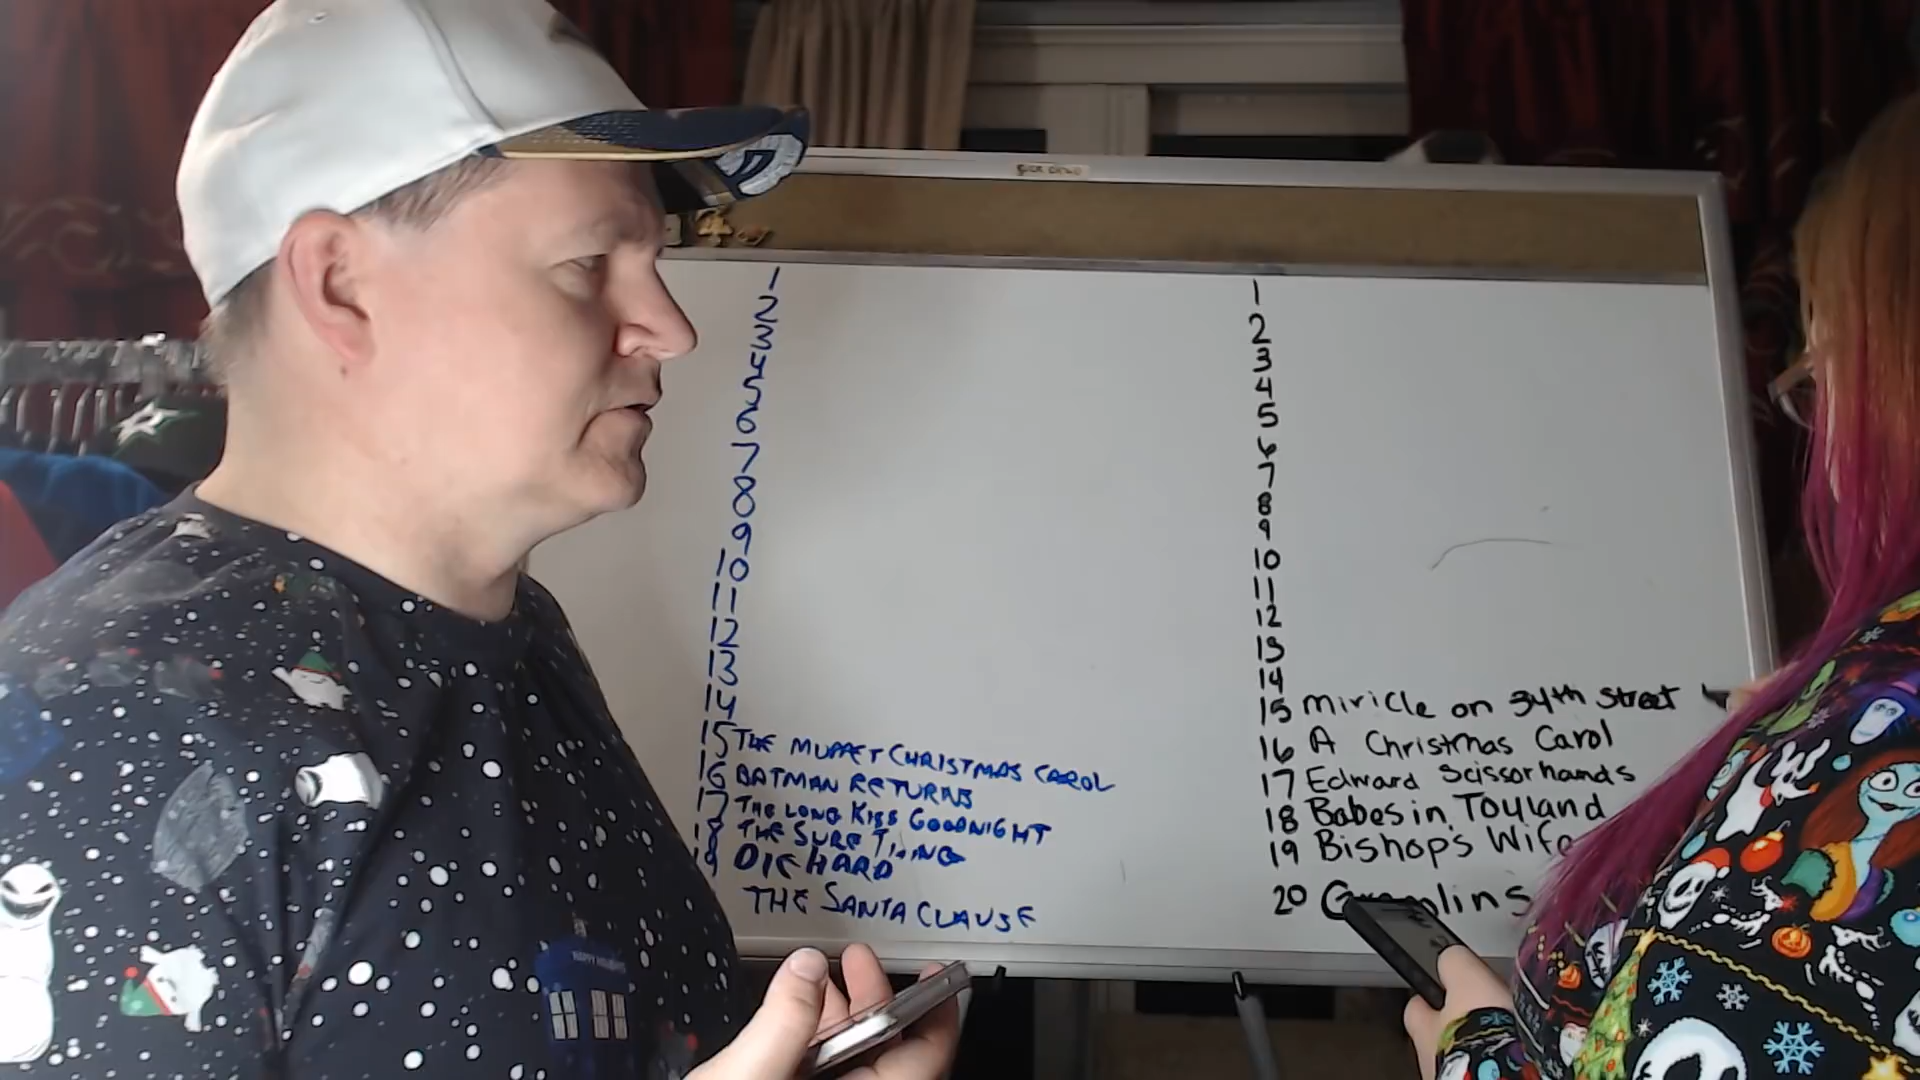 1
2
3
4
5
6
7
8
9
10
11
12
13
14
15 THE MUPPET CHRISTMAS CAROL
16 BATMAN RETURNS
17 THE LONG KISS GOODNIGHT
18 THE SURE THING
19 DIE HARD
THE SANTA CLAUSE
1
2
3
4
5
6
7
8
9
10
11
12
13
14
15 Miricle on 34th Street
16 A Christmas Carol
17 Edward Scissorhands
18 Babes in Toyland
19 Bishop's Wife
20 Gremlins
HAPPY HOLIDAYS